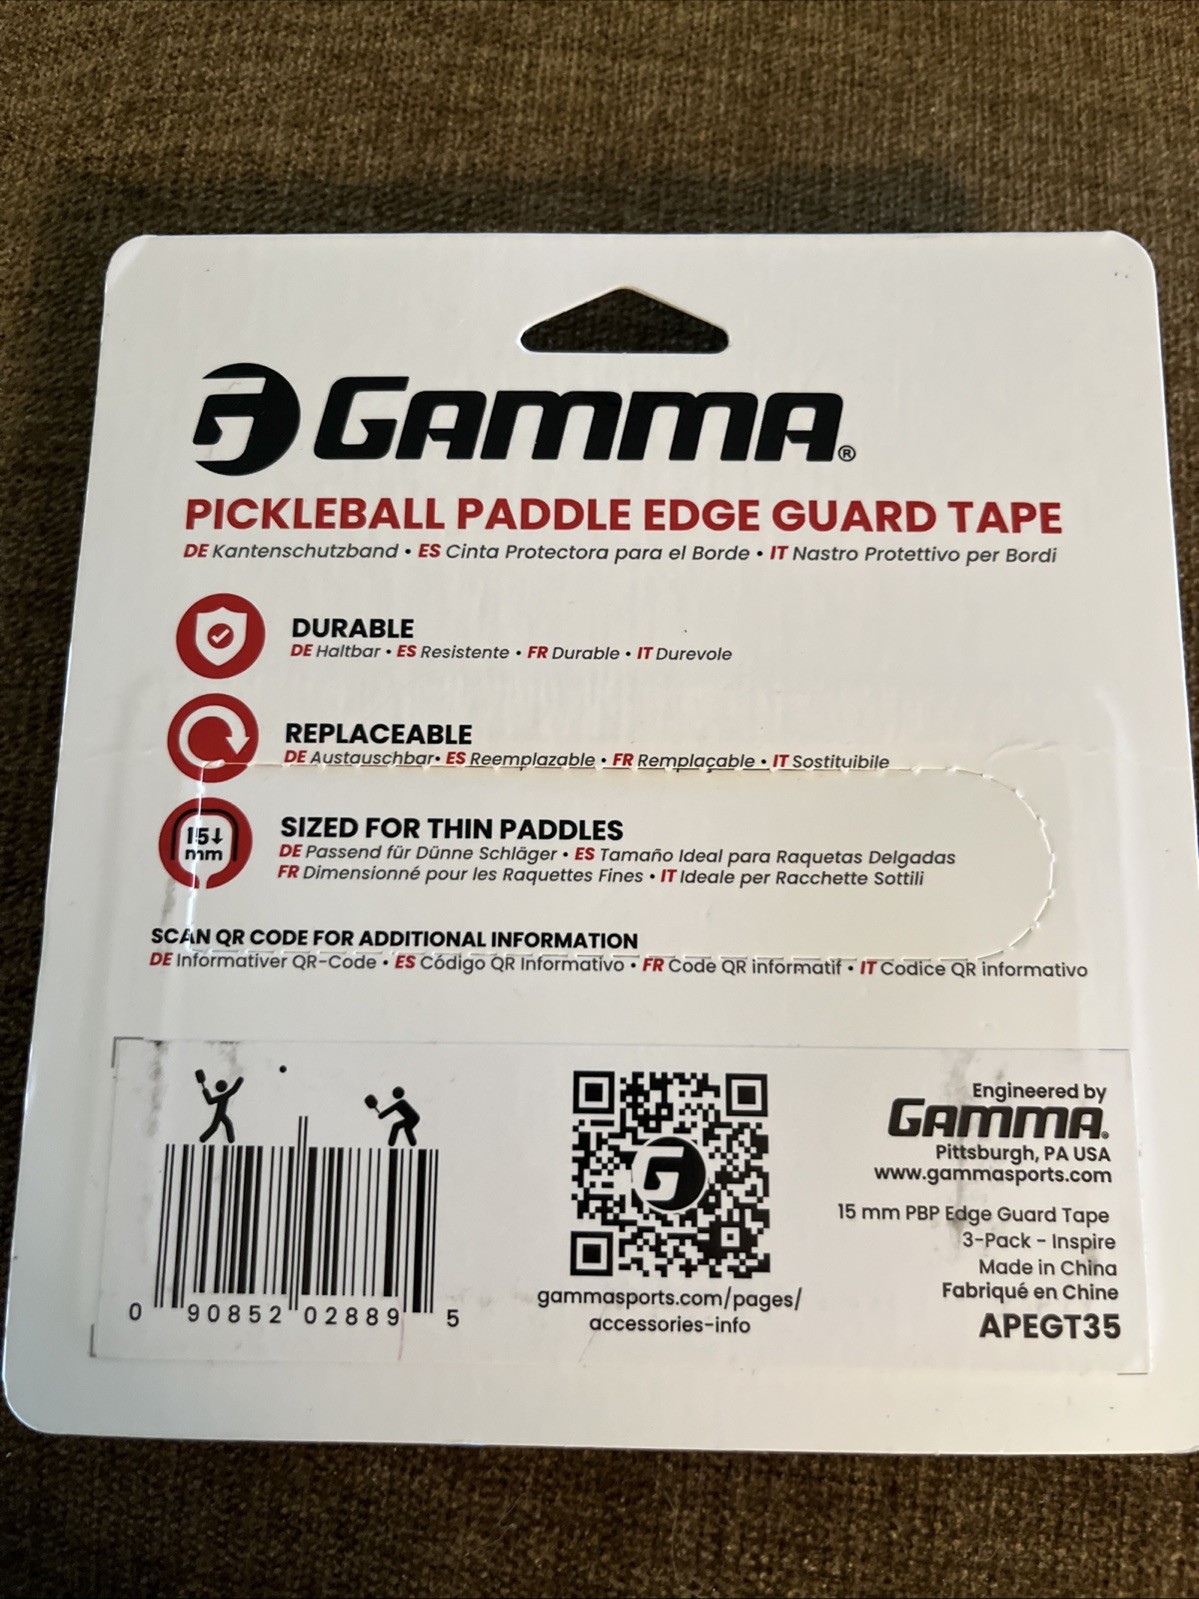 GAMMA®
PICKLEBALL PADDLE EDGE GUARD TAPE
DE Kantenschutzband • ES Cinta Protectora para el Borde • IT Nastro Protettivo per Bordi
DURABLE
DE Haltbar • ES Resistente • FR Durable • IT Durevole
REPLACEABLE
DE Austauschbar• ES Reemplazable • FR Remplaçable • IT Sostituibile
15↓
mm
SIZED FOR THIN PADDLES
DE Passend für Dünne Schläger • ES Tamaño Ideal para Raquetas Delgadas
FR Dimensionné pour les Raquettes Fines • IT Ideale per Racchette Sottili
SCAN QR CODE FOR ADDITIONAL INFORMATION
DE Informativer QR-Code • ES Código QR Informativo • FR Code QR informatif • IT Codice QR informativo
0 90852 02889 5
gammasports.com/pages/
accessories-info
Engineered by
GAMMA®
Pittsburgh, PA USA
www.gammasports.com
15 mm PBP Edge Guard Tape
3-Pack - Inspire
Made in China
Fabriqué en Chine
APEGT35